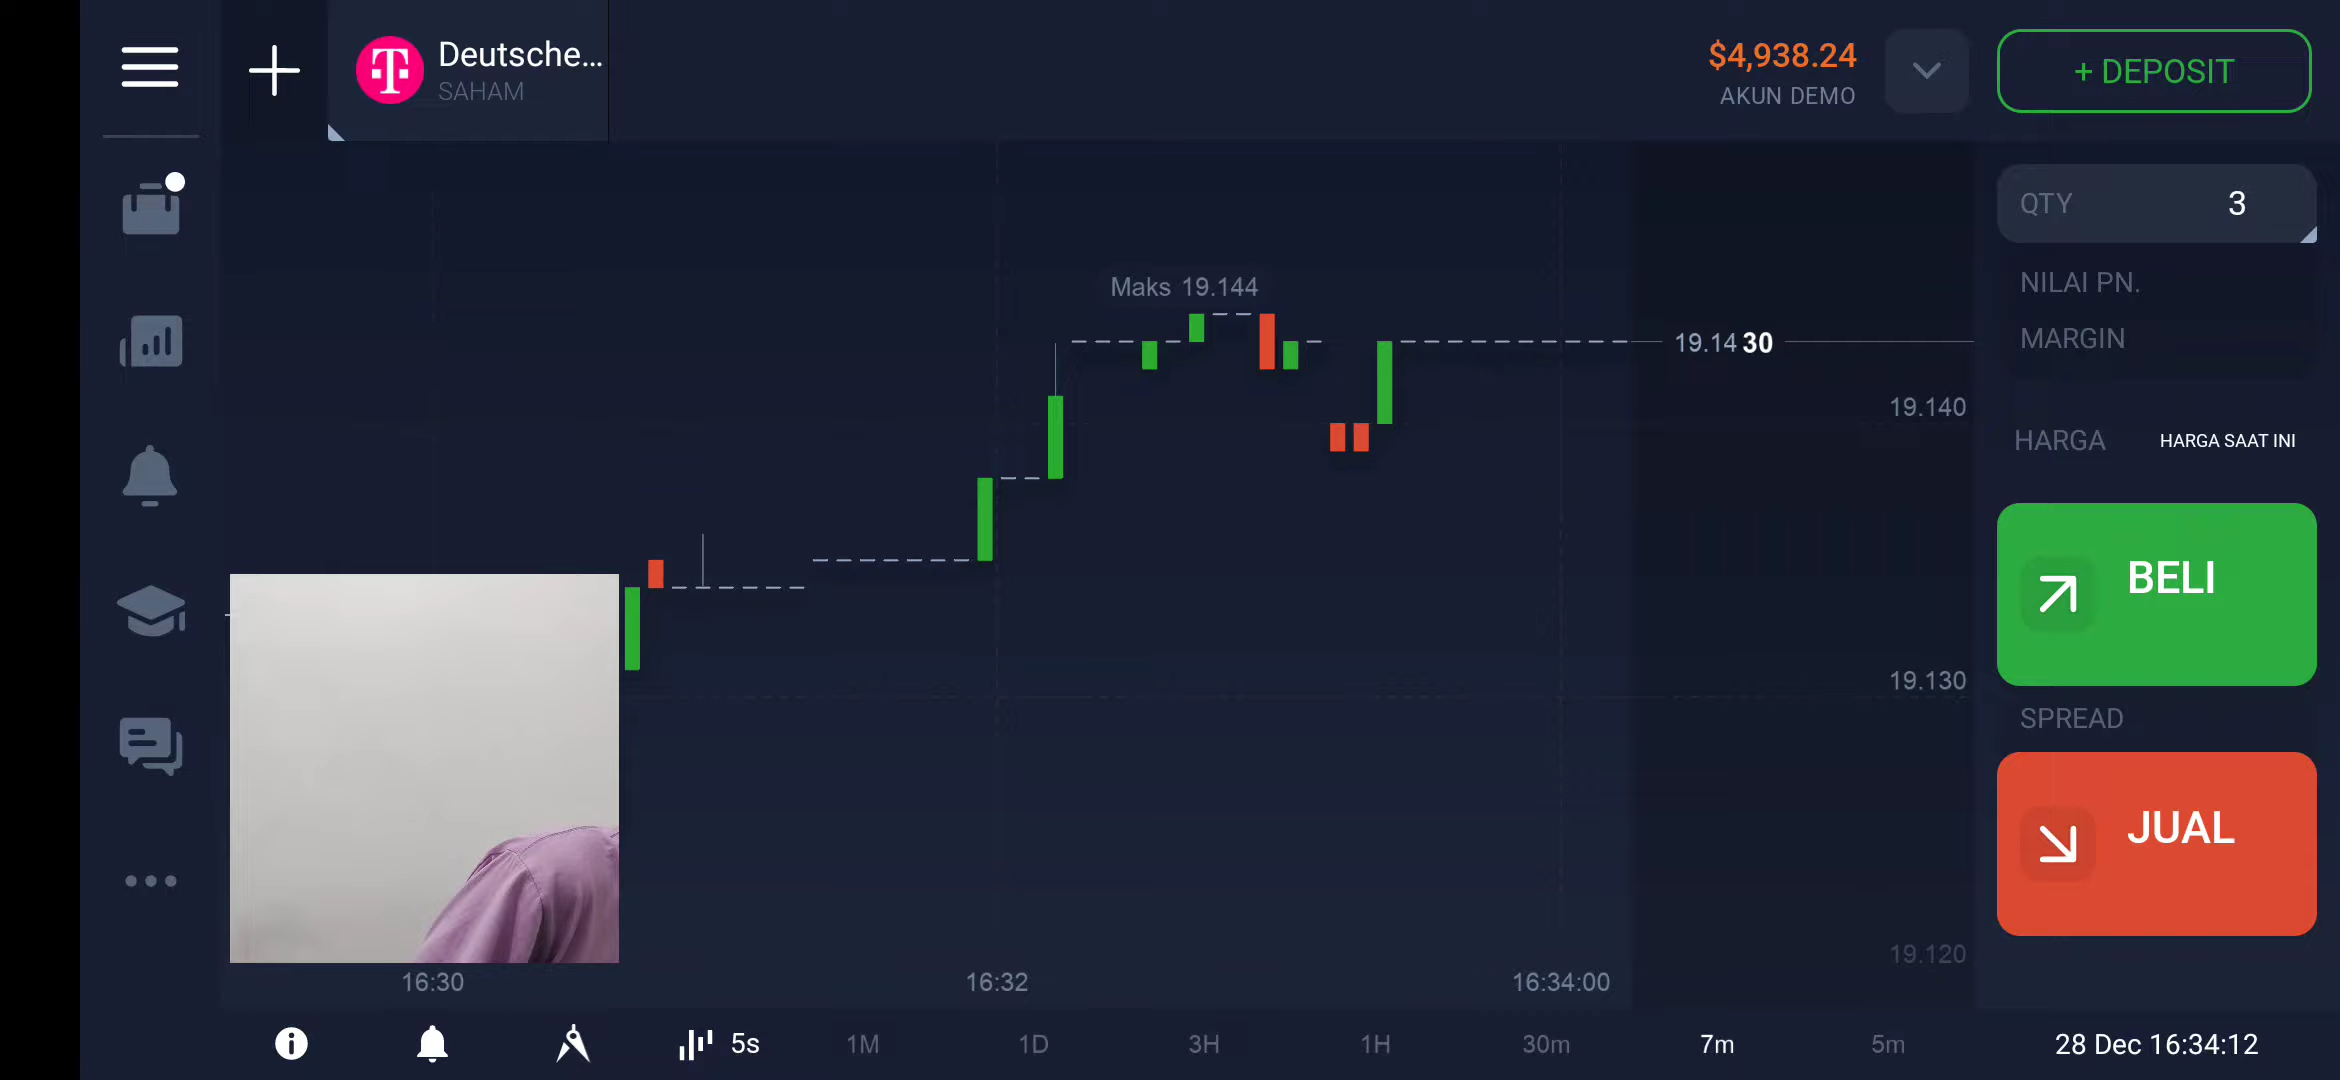 Deutsche...
SAHAM
$4,938.24
AKUN DEMO
+ DEPOSIT
QTY 3
NILAI PN.
MARGIN
Maks 19.144
19.1430
19.140
HARGA HARGA SAAT INI
BELI
19.130
SPREAD
JUAL
19.120
16:30 16:32 16:34:00
5s 1M 1D 3H 1H 30m 7m 5m 28 Dec 16:34:12